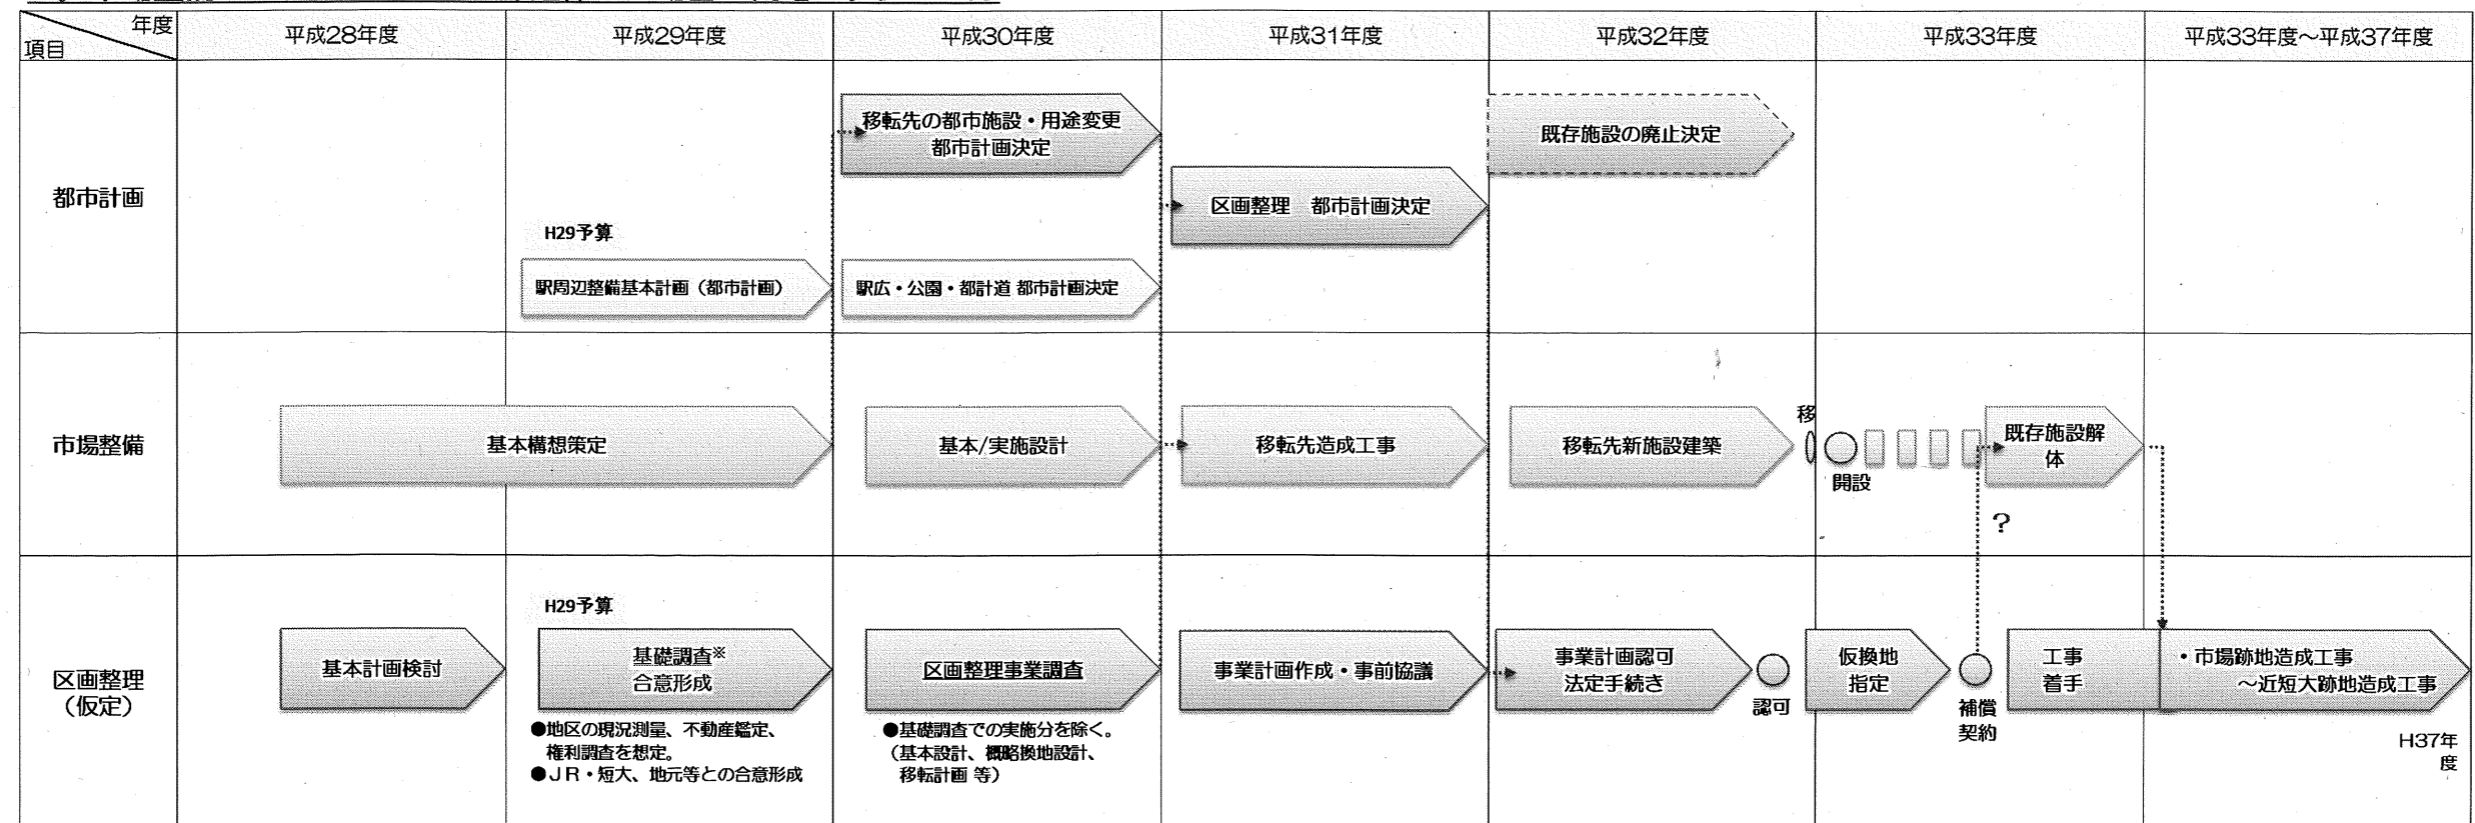 年度
項目
平成28年度
平成29年度
平成30年度
平成31年度
平成32年度
平成33年度
平成33年度～平成37年度
都市計画
移転先の都市施設・用途変更
都市計画決定
既存施設の廃止決定
区画整理　都市計画決定
H29予算
駅周辺整備基本計画（都市計画）
駅広・公園・都計道 都市計画決定
市場整備
基本構想策定
基本/実施設計
移転先造成工事
移転先新施設建築
移
開設
既存施設解
体
？
区画整理
（仮定）
基本計画検討
H29予算
基礎調査※
合意形成
●地区の現況測量、不動産鑑定、
権利調査を想定。
●ＪＲ・短大、地元等との合意形成
区画整理事業調査
●基礎調査での実施分を除く。
（基本設計、概略換地設計、
移転計画 等）
事業計画作成・事前協議
事業計画認可
法定手続き
認可
仮換地
指定
補償
契約
工事
着手
・市場跡地造成工事
～近短大跡地造成工事
H37年
度